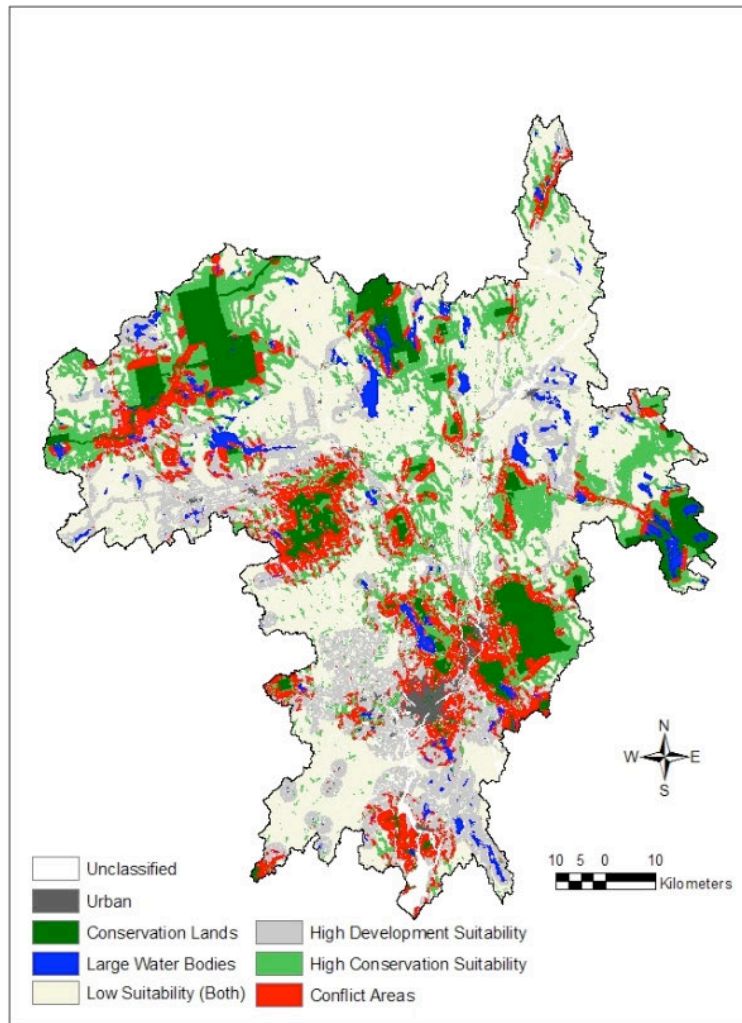 N
W E
S
10 5 0 10
Kilometers
Unclassified
Urban
Conservation Lands
Large Water Bodies
Low Suitability (Both)
High Development Suitability
High Conservation Suitability
Conflict Areas